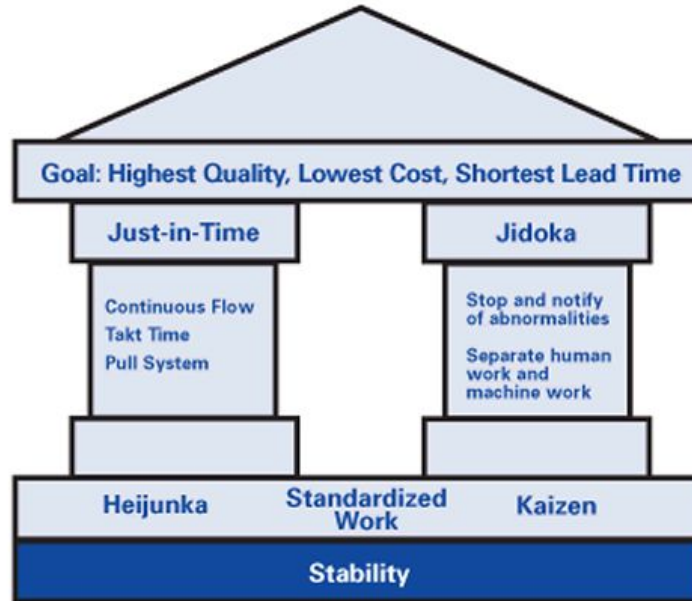 Goal: Highest Quality, Lowest Cost, Shortest Lead Time
Just-in-Time
Continuous Flow
Takt Time
Pull System
Jidoka
Stop and notify
of abnormalities
Separate human
work and
machine work
Heijunka
Standardized
Work
Kaizen
Stability